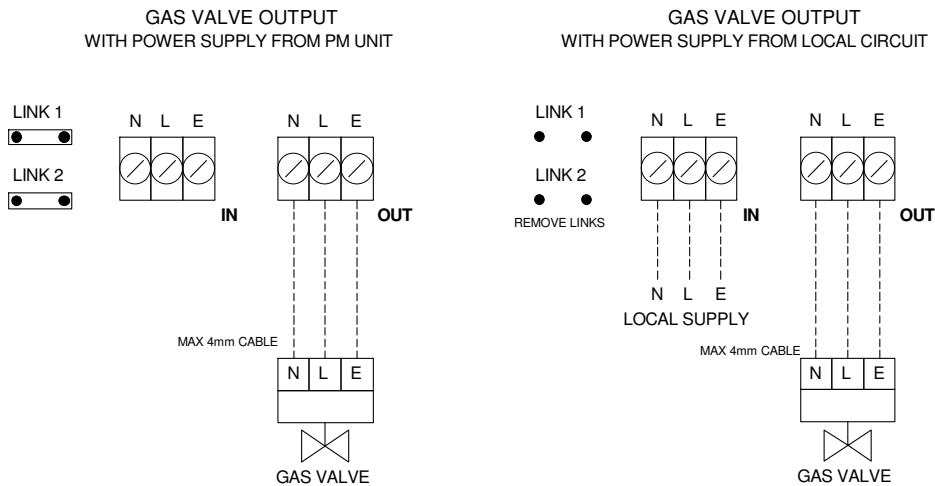 GAS VALVE OUTPUT
WITH POWER SUPPLY FROM PM UNIT
LINK 1
N L E
N L E
LINK 2
IN
OUT
MAX 4mm CABLE
N L E
GAS VALVE
GAS VALVE OUTPUT
WITH POWER SUPPLY FROM LOCAL CIRCUIT
LINK 1
N L E
N L E
LINK 2
REMOVE LINKS
IN
OUT
N L E
LOCAL SUPPLY
MAX 4mm CABLE
N L E
GAS VALVE